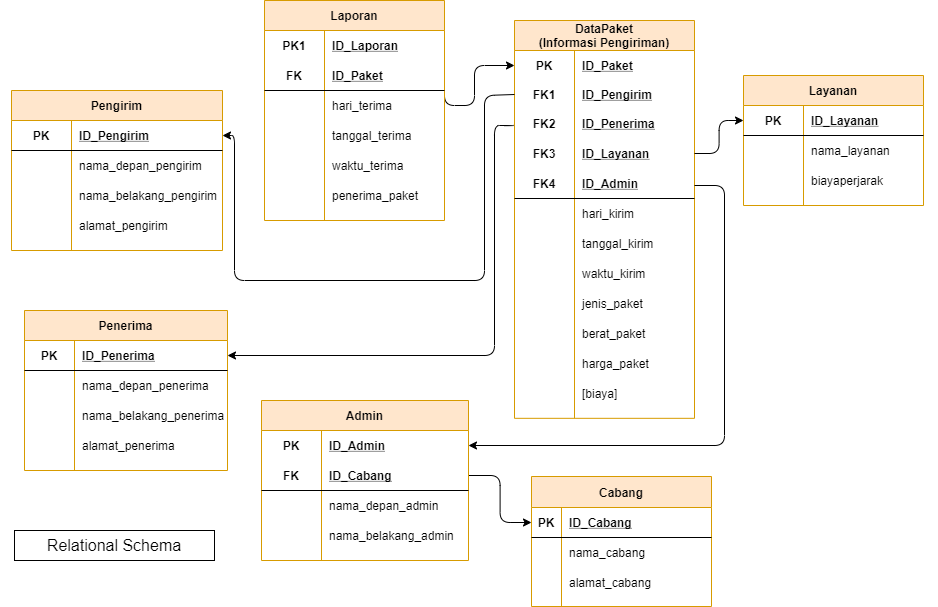 Laporan
PK1 ID_Laporan
FK ID_Paket
hari_terima
tanggal_terima
waktu_terima
penerima_paket
DataPaket
(Informasi Pengiriman)
PK ID_Paket
FK1 ID_Pengirim
FK2 ID_Penerima
FK3 ID_Layanan
FK4 ID_Admin
hari_kirim
tanggal_kirim
waktu_kirim
jenis_paket
berat_paket
harga_paket
[biaya]
Layanan
PK ID_Layanan
nama_layanan
biayaperjarak
Pengirim
PK ID_Pengirim
nama_depan_pengirim
nama_belakang_pengirim
alamat_pengirim
Penerima
PK ID_Penerima
nama_depan_penerima
nama_belakang_penerima
alamat_penerima
Admin
PK ID_Admin
FK ID_Cabang
nama_depan_admin
nama_belakang_admin
Cabang
PK ID_Cabang
nama_cabang
alamat_cabang
Relational Schema